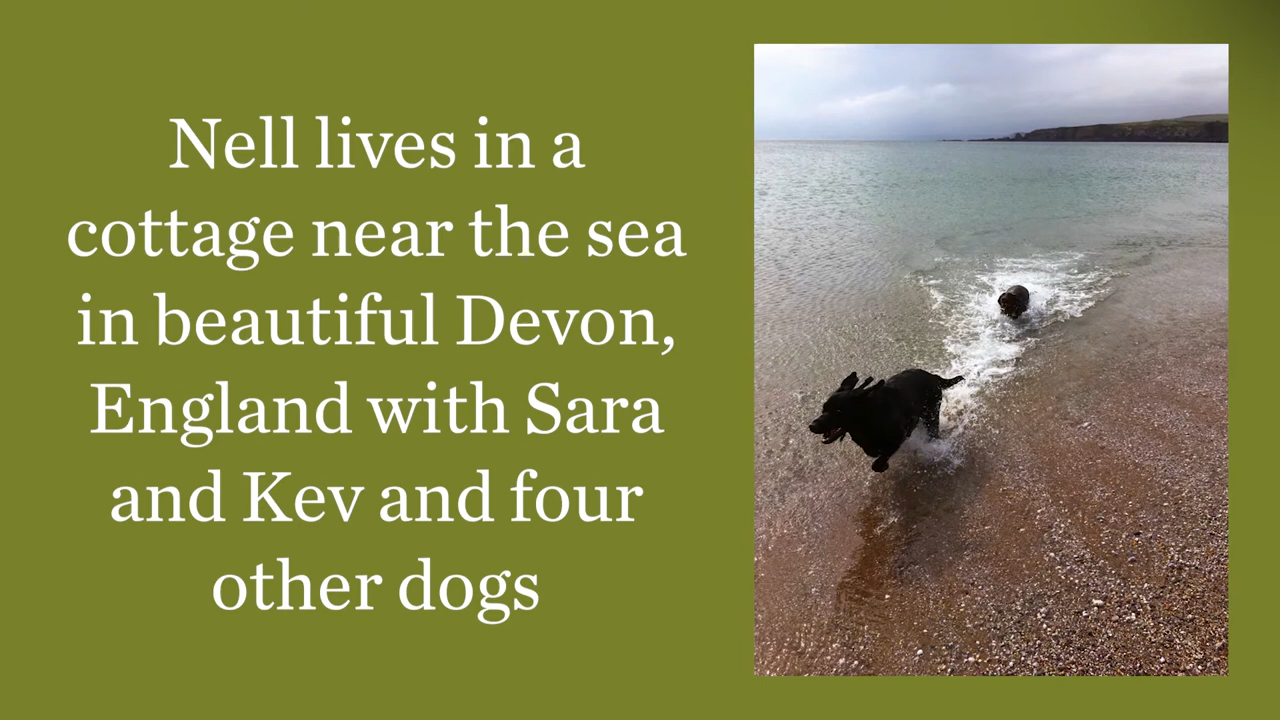 Nell lives in a
cottage near the sea
in beautiful Devon,
England with Sara
and Kev and four
other dogs